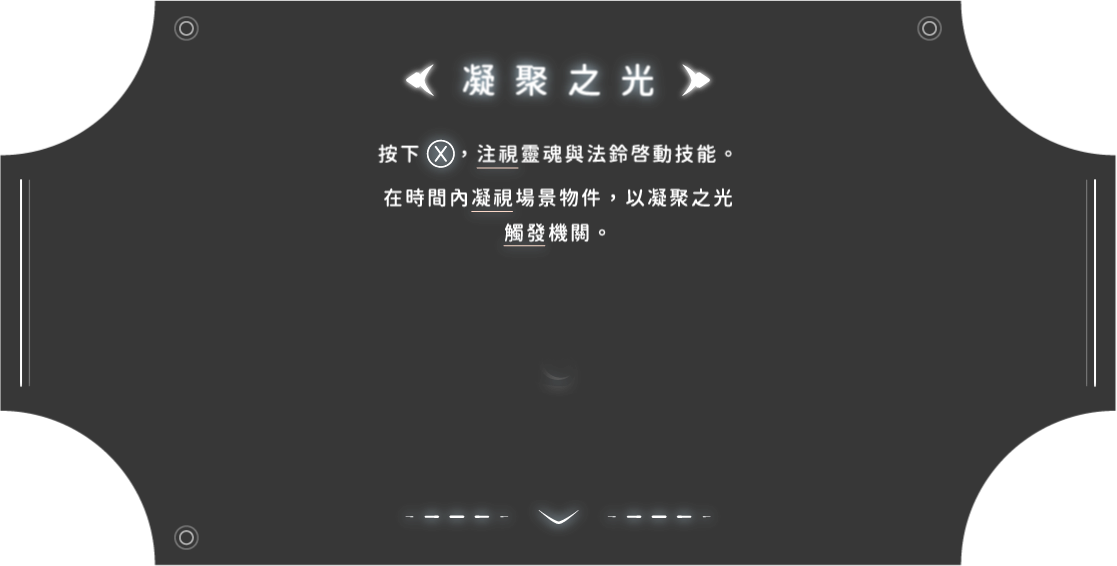 凝聚之光
按下Ⓧ，注視靈魂與法鈴啓動技能。
在時間內凝視場景物件，以凝聚之光
觸發機關。